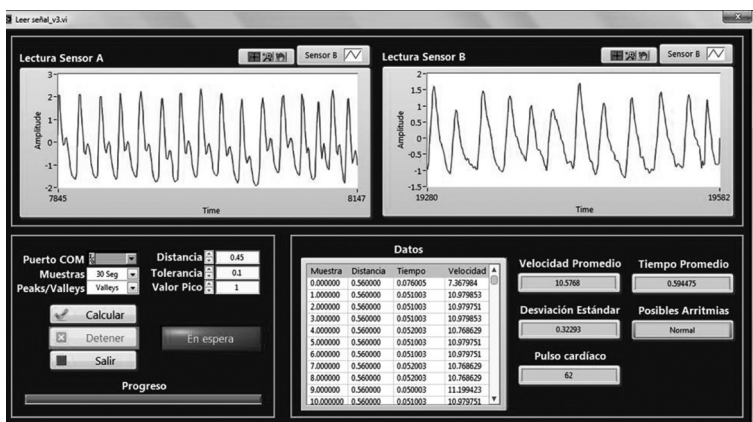 Leer señal_v3.vi
Lectura Sensor A
Sensor B
Amplitude
3
2
1
0
-1
-2
7845
8147
Time
Lectura Sensor B
Sensor B
Amplitude
2
1.5
1
0.5
0
-0.5
-1
-1.5
19280
19582
Time
Puerto COM
Distancia 0.45
Muestras 30 Seg
Tolerancia 0.1
Peaks/Valleys Valleys
Valor Pico 1
Calcular
Detener
En espera
Salir
Progreso
Datos
Muestra Distancia Tiempo Velocidad
0.000000 0.560000 0.076005 7.367984
1.000000 0.560000 0.051003 10.979853
2.000000 0.560000 0.051003 10.979751
3.000000 0.560000 0.051003 10.979853
4.000000 0.560000 0.052003 10.768629
5.000000 0.560000 0.051003 10.979751
6.000000 0.560000 0.051003 10.979751
7.000000 0.560000 0.052003 10.768629
8.000000 0.560000 0.052003 10.768629
9.000000 0.560000 0.050003 11.199423
10.000000 0.560000 0.051003 10.979751
Velocidad Promedio
10.5768
Tiempo Promedio
0.594475
Desviación Estándar
0.32293
Posibles Arritmias
Normal
Pulso cardíaco
62